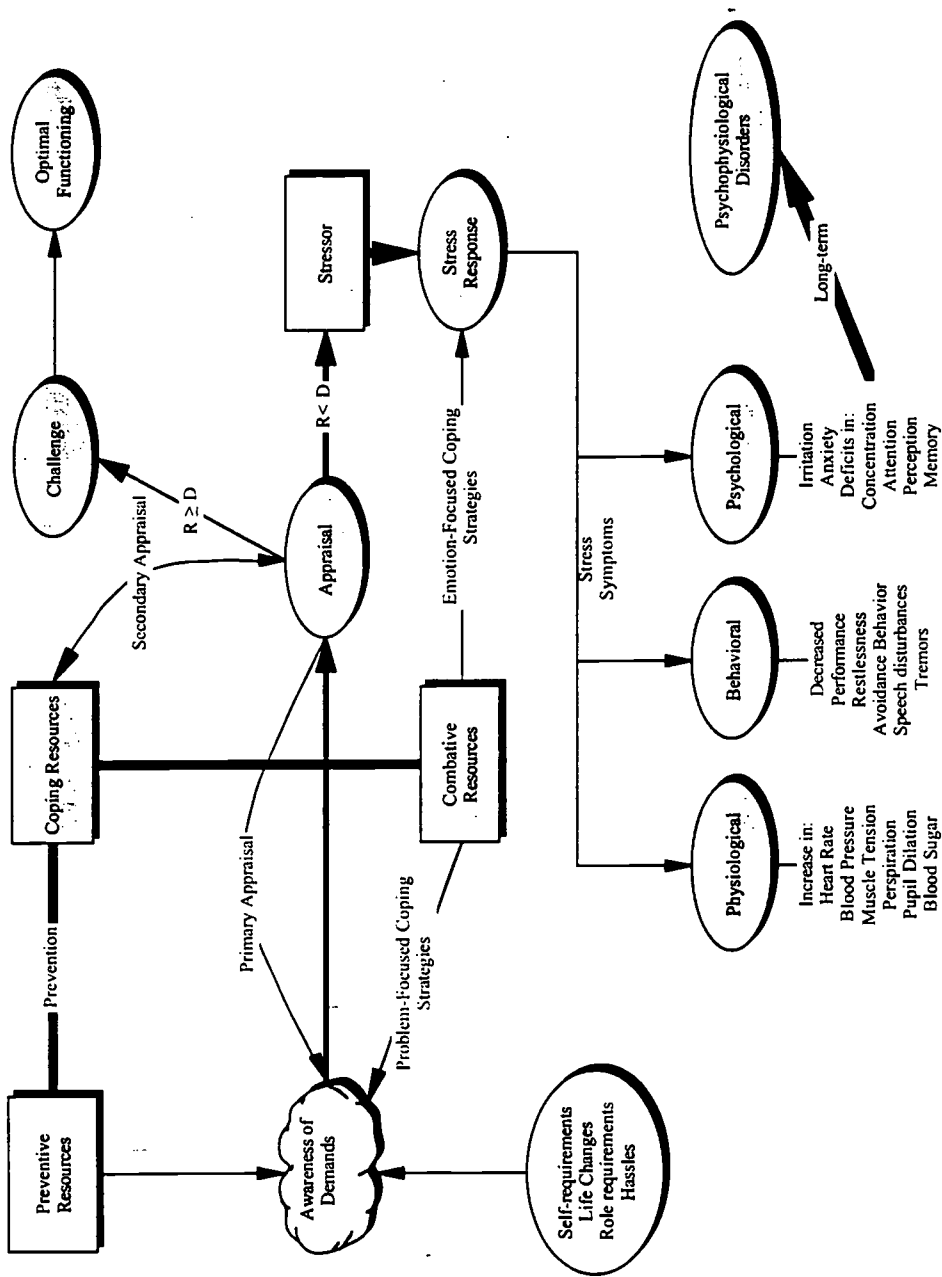 Preventive
Resources
Prevention
Coping Resources
Secondary Appraisal
Challenge
Optimal
Functioning
R ≥ D
Awareness of
Demands
Primary Appraisal
Appraisal
R< D
Stressor
Problem-Focused Coping
Strategies
Combative
Resources
Emotion-Focused Coping
Strategies
Stress
Response
Self-requirements
Life Changes
Role requirements
Hassles
Stress
Symptoms
Physiological
Increase in:
Heart Rate
Blood Pressure
Muscle Tension
Perspiration
Pupil Dilation
Blood Sugar
Behavioral
Decreased
Performance
Restlessness
Avoidance Behavior
Speech disturbances
Tremors
Psychological
Irritation
Anxiety
Deficits in:
Concentration
Attention
Perception
Memory
Long-term
Psychophysiological
Disorders